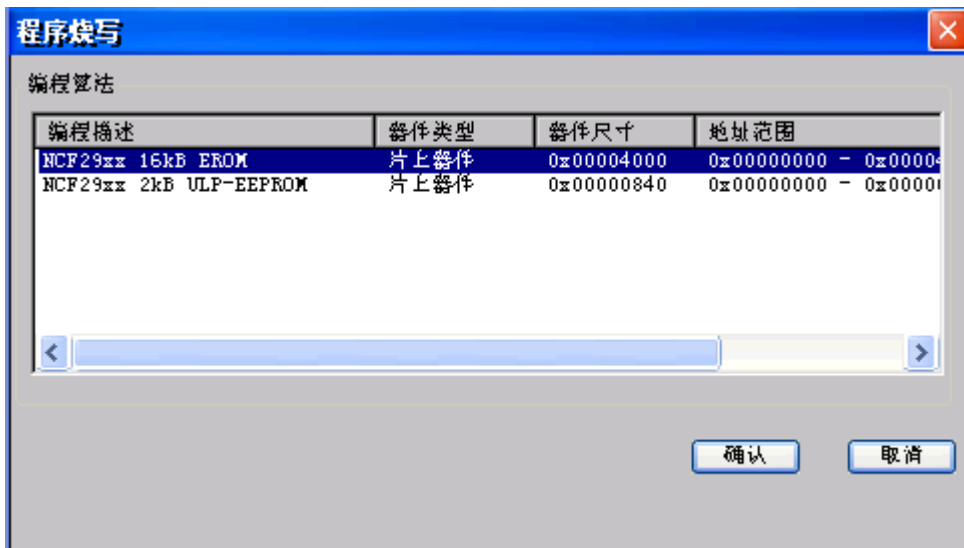 程序烧写
编程算法
编程描述 器件类型 器件尺寸 地址范围
NCF29xx 16kB EROM 片上器件 0x00004000 0x00000000 - 0x00004
NCF29xx 2kB ULP-EEPROM 片上器件 0x00000840 0x00000000 - 0x0000
确认 取消